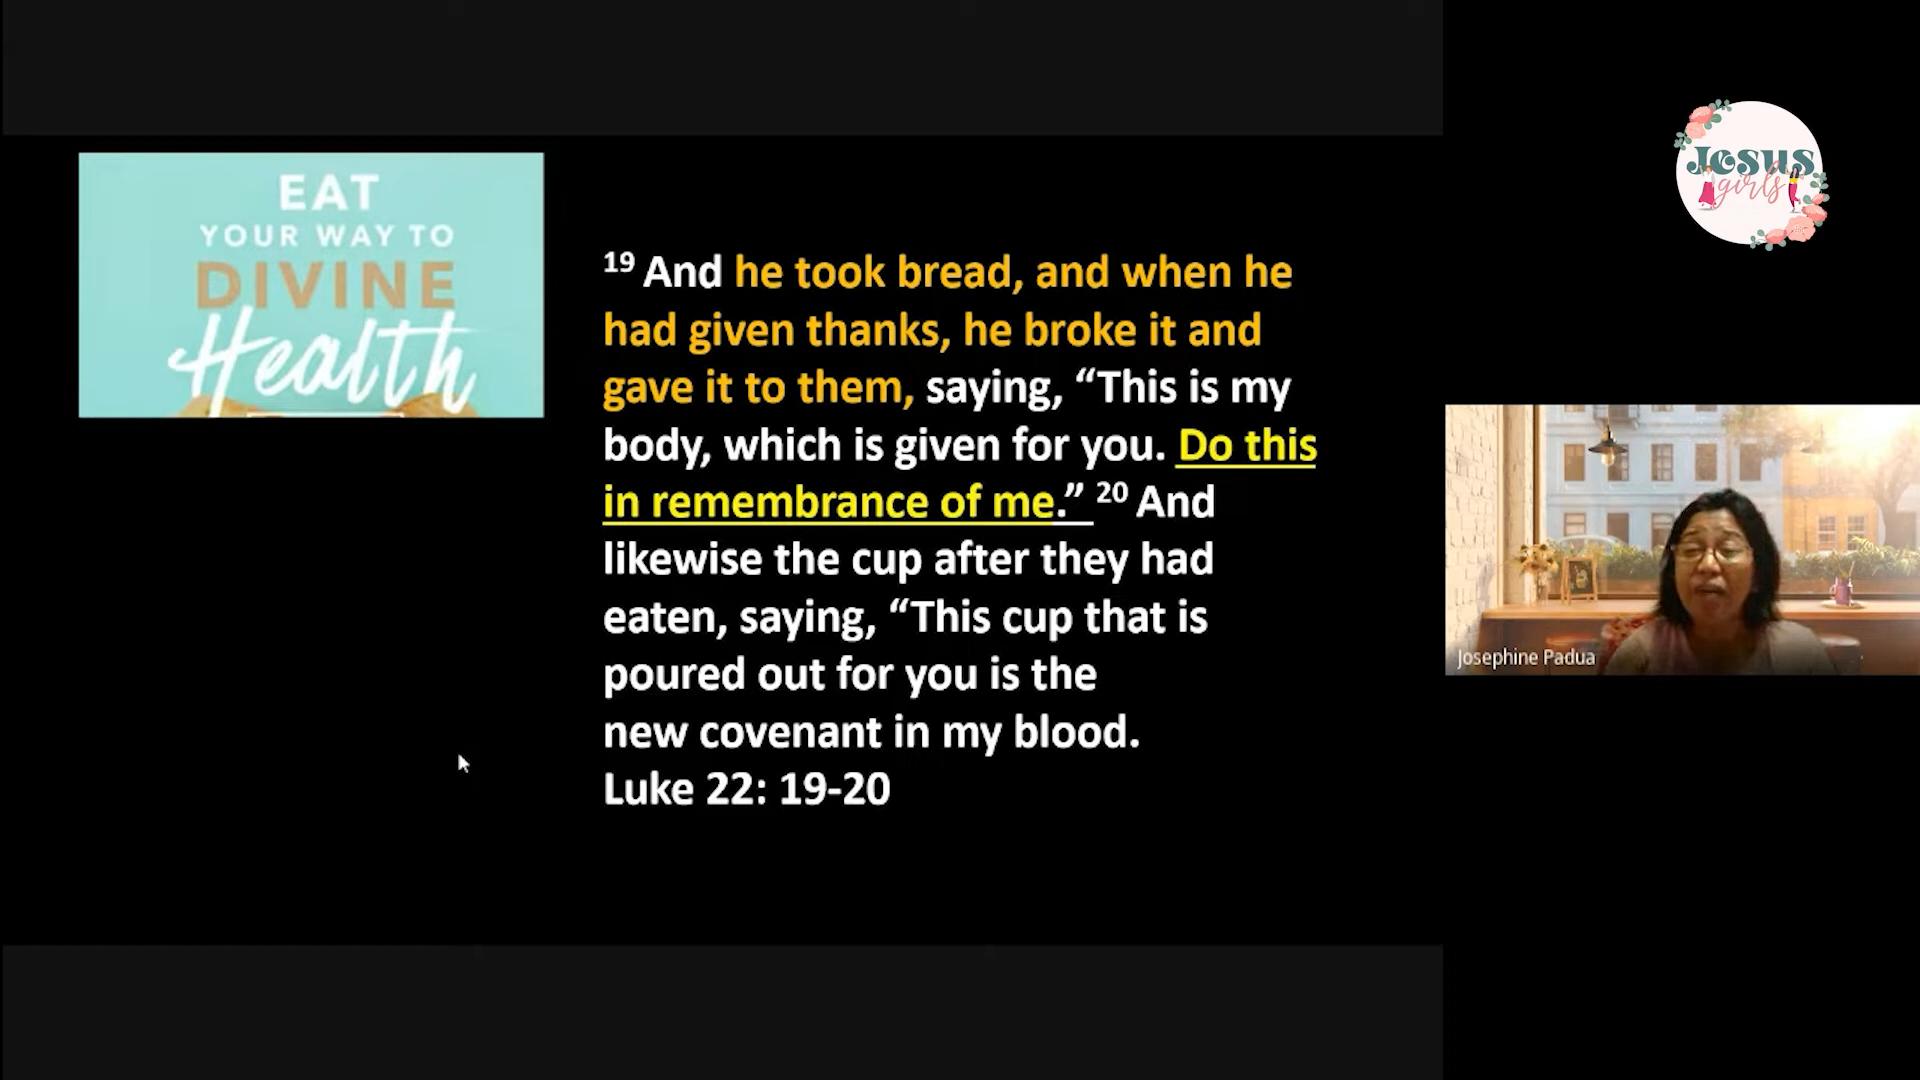 EAT
YOUR WAY TO
DIVINE
Health
19 And he took bread, and when he
had given thanks, he broke it and
gave it to them, saying, “This is my
body, which is given for you. Do this
in remembrance of me.” 20 And
likewise the cup after they had
eaten, saying, “This cup that is
poured out for you is the
new covenant in my blood.
Luke 22: 19-20
Jesus
girls
Josephine Padua